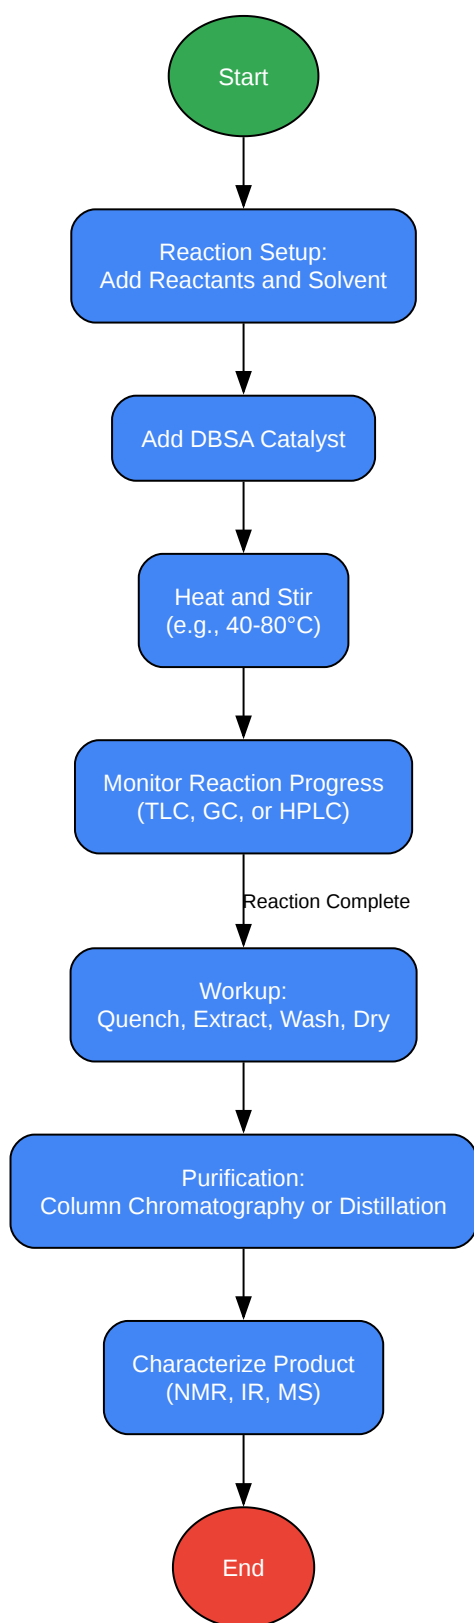 Start
Reaction Setup:
Add Reactants and Solvent
Add DBSA Catalyst
Heat and Stir
(e.g., 40-80°C)
Monitor Reaction Progress
(TLC, GC, or HPLC)
Reaction Complete
Workup:
Quench, Extract, Wash, Dry
Purification:
Column Chromatography or Distillation
Characterize Product
(NMR, IR, MS)
End